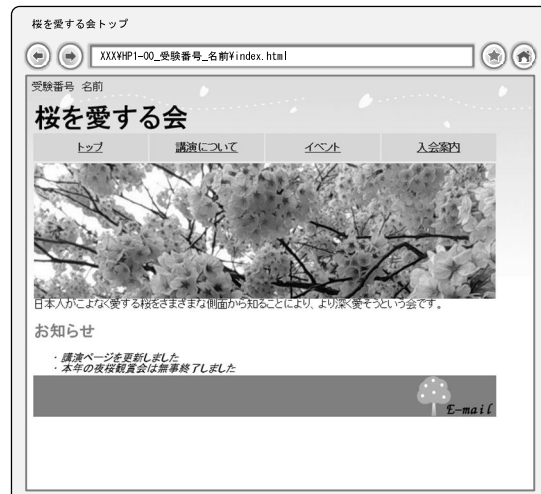 桜を愛する会トップ
XXX¥HP1-00_受験番号_名前¥index.html
受験番号 名前
桜を愛する会
トップ 講演について イベント 入会案内
日本人がこよなく愛する桜をさまざまな側面から知ることにより、より深く愛そうという会です。
お知らせ
・講演ページを更新しました
・本年の夜桜観賞会は無事終了しました
E-mail